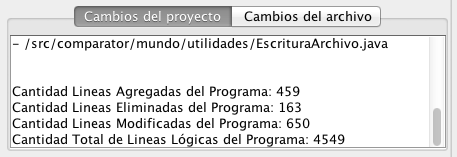 Cambios del proyecto
Cambios del archivo
- /src/comparator/mundo/utilidades/EscrituraArchivo.java
Cantidad Lineas Agregadas del Programa: 459
Cantidad Lineas Eliminadas del Programa: 163
Cantidad Lineas Modificadas del Programa: 650
Cantidad Total de Lineas Lógicas del Programa: 4549